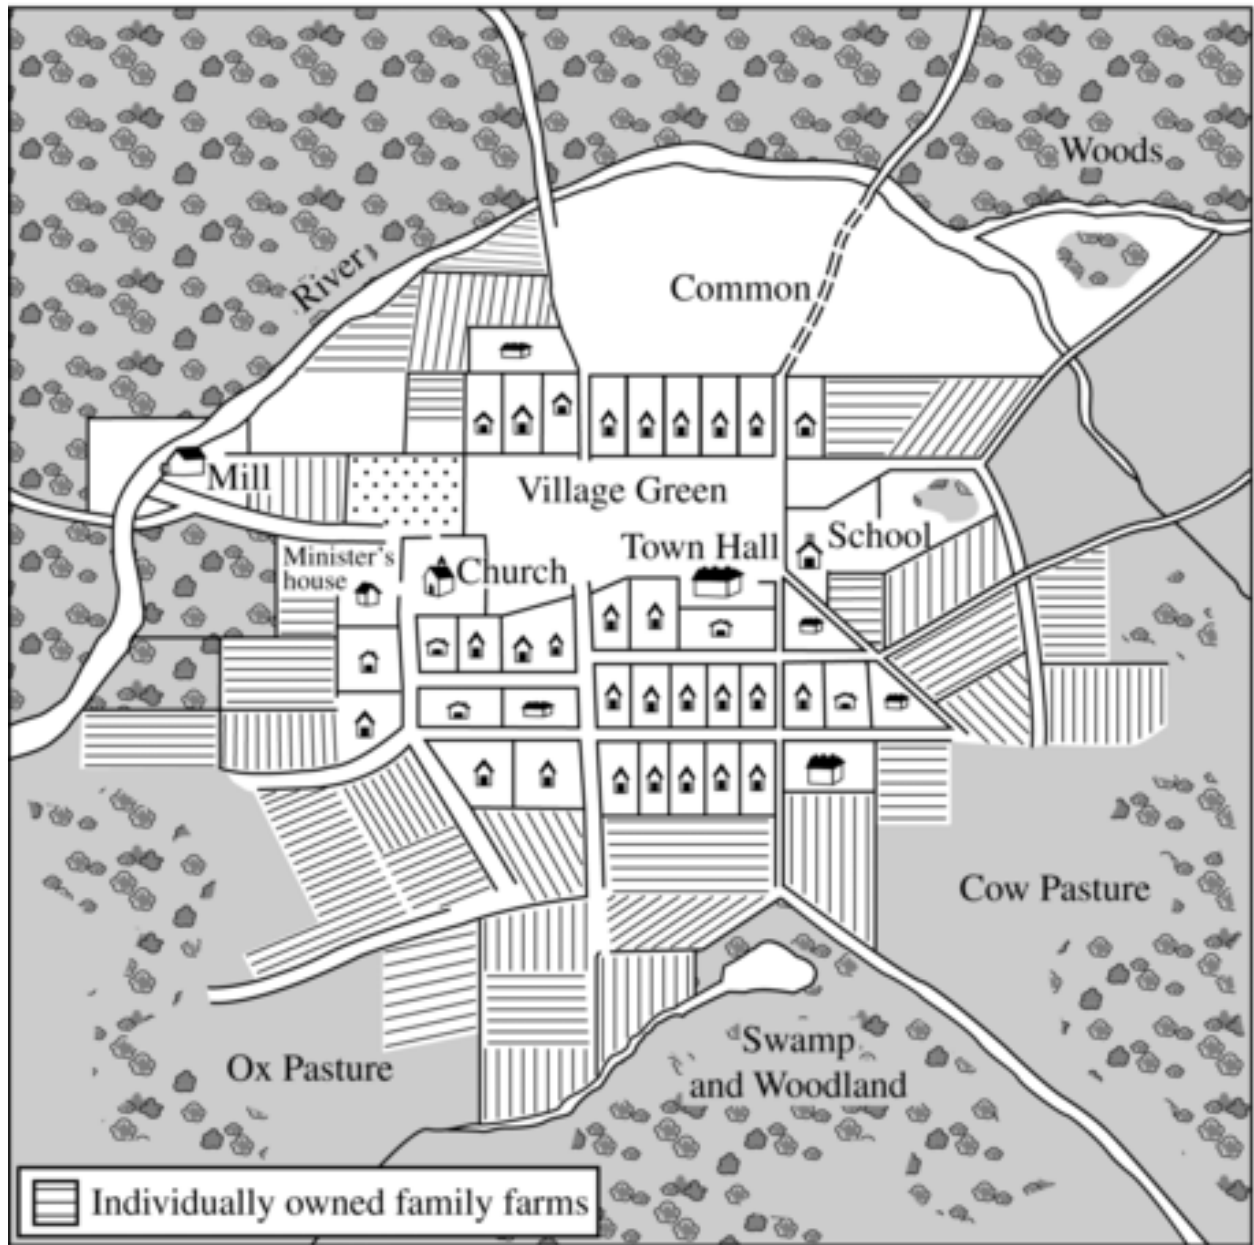 Woods
River
Common
Mill
Village Green
Town Hall
School
Minister's
house
Church
Cow Pasture
Swamp
and Woodland
Ox Pasture
Individually owned family farms